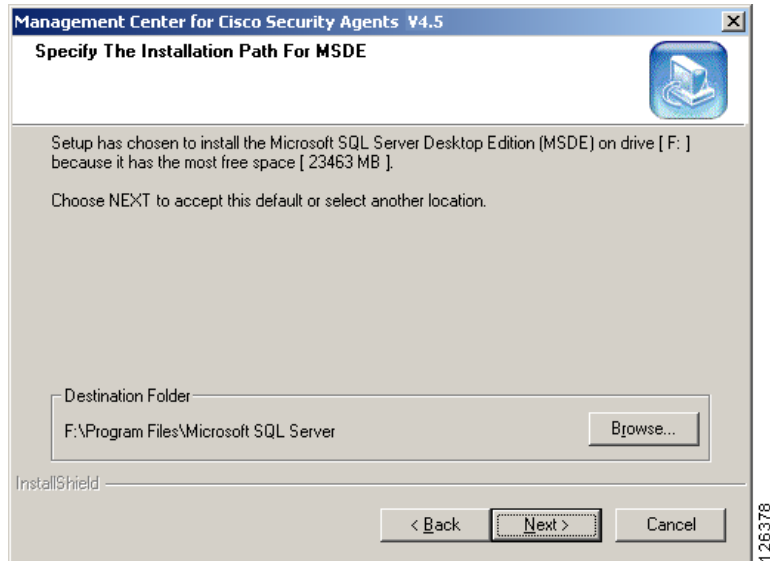 Management Center for Cisco Security Agents V4.5
Specify The Installation Path For MSDE
Setup has chosen to install the Microsoft SQL Server Desktop Edition (MSDE) on drive [ F: ]
because it has the most free space [ 23463 MB ].
Choose NEXT to accept this default or select another location.
Destination Folder
F:\Program Files\Microsoft SQL Server
Browse...
InstallShield
< Back
Next >
Cancel
126378